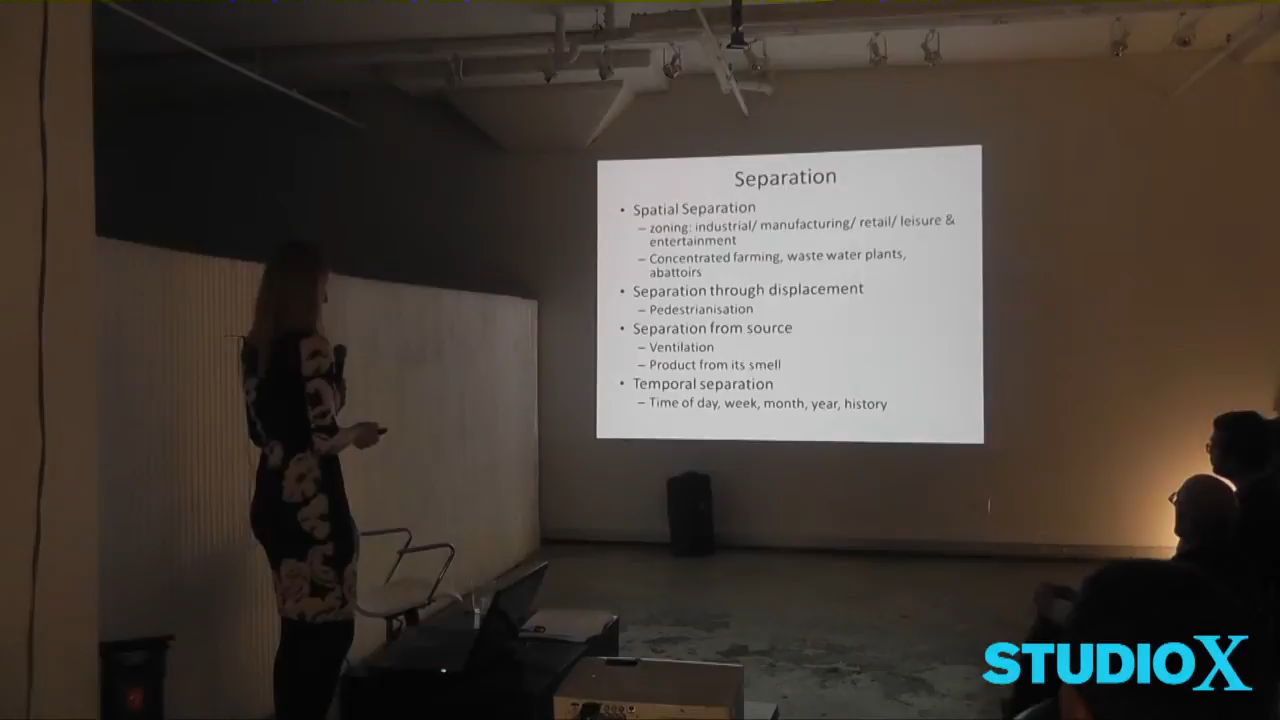 Separation
• Spatial Separation
– zoning: industrial/ manufacturing/ retail/ leisure &
entertainment
– Concentrated farming, waste water plants,
abattoirs
• Separation through displacement
– Pedestrianisation
• Separation from source
– Ventilation
– Product from its smell
• Temporal separation
– Time of day, week, month, year, history
STUDIOX